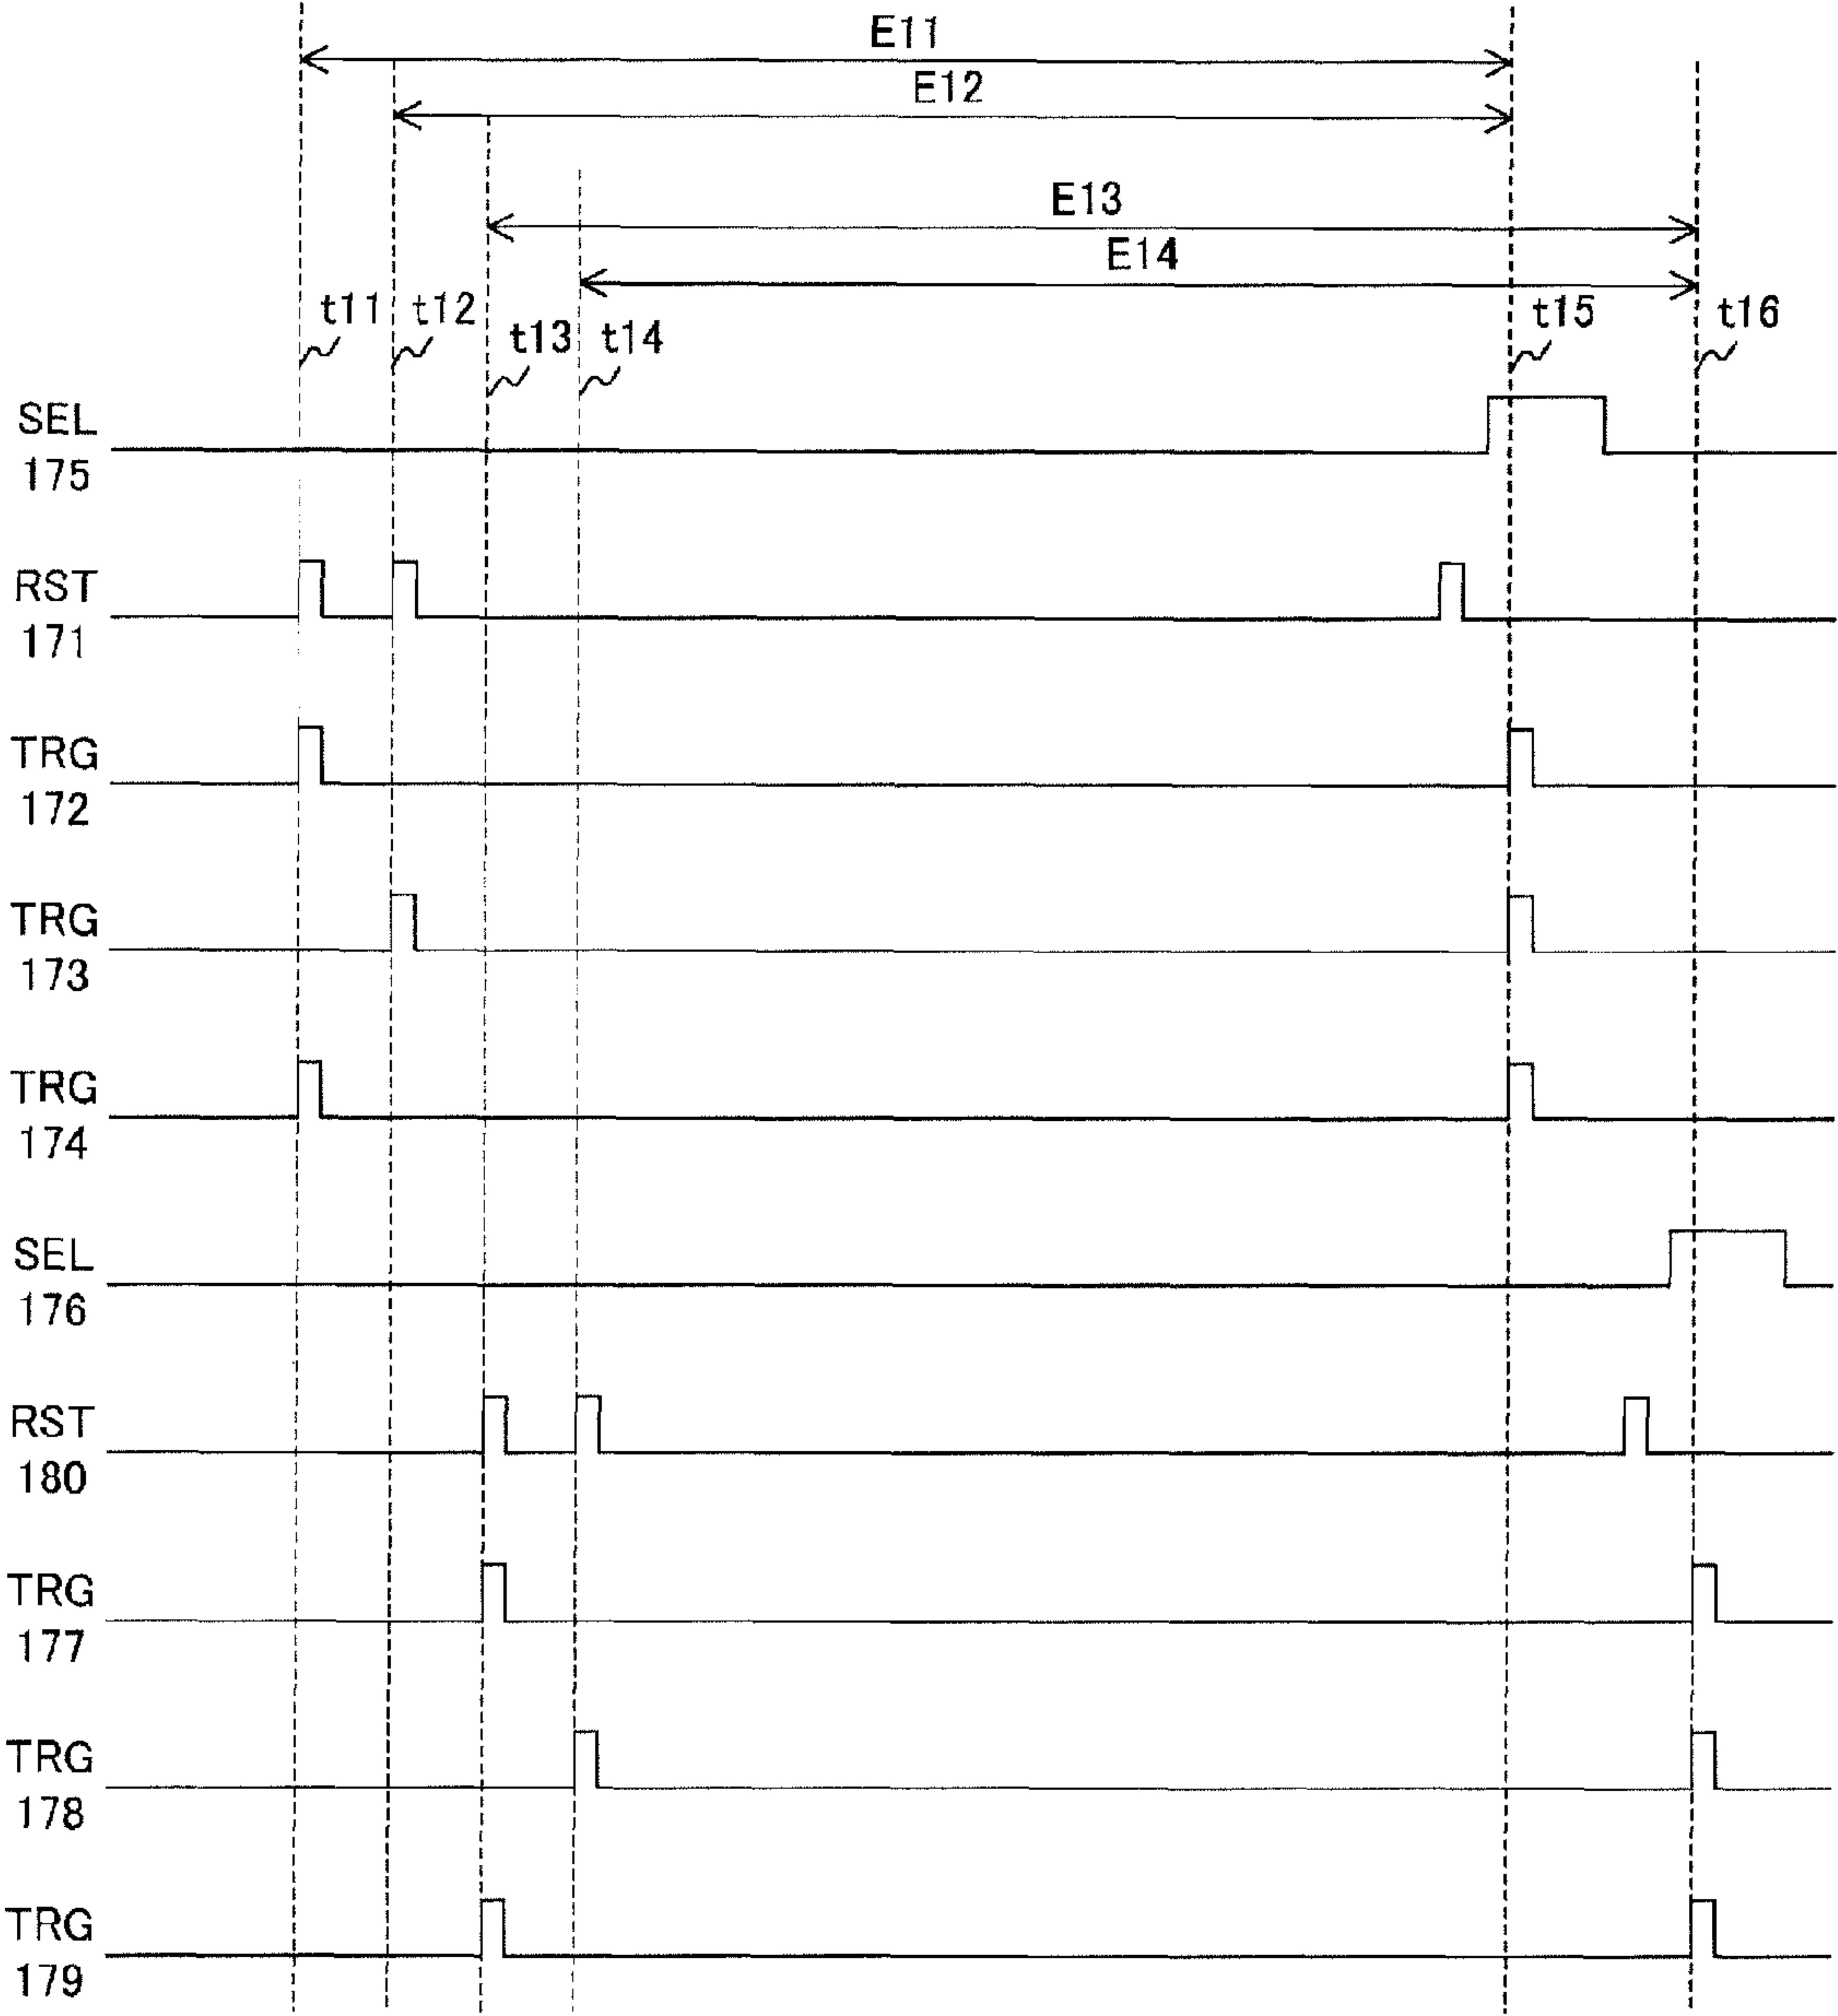 E11
E12
E13
E14
t11
t12
t13
t14
t15
t16
SEL
175
RST
171
TRG
172
TRG
173
TRG
174
SEL
176
RST
180
TRG
177
TRG
178
TRG
179